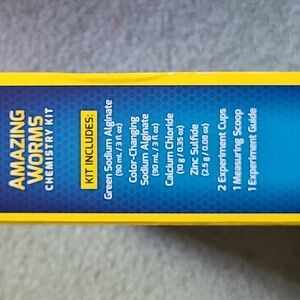 AMAZING
WORMS
CHEMISTRY KIT
KIT INCLUDES:
Green Sodium Alginate
(90 mL / 3 fl oz)
Color-Changing
Sodium Alginate
(90 mL / 3 fl oz)
Calcium Chloride
(10 g / 0.35 oz)
Zinc Sulfide
(2.5 g / 0.09 oz)
2 Experiment Cups
1 Measuring Scoop
1 Experiment Guide